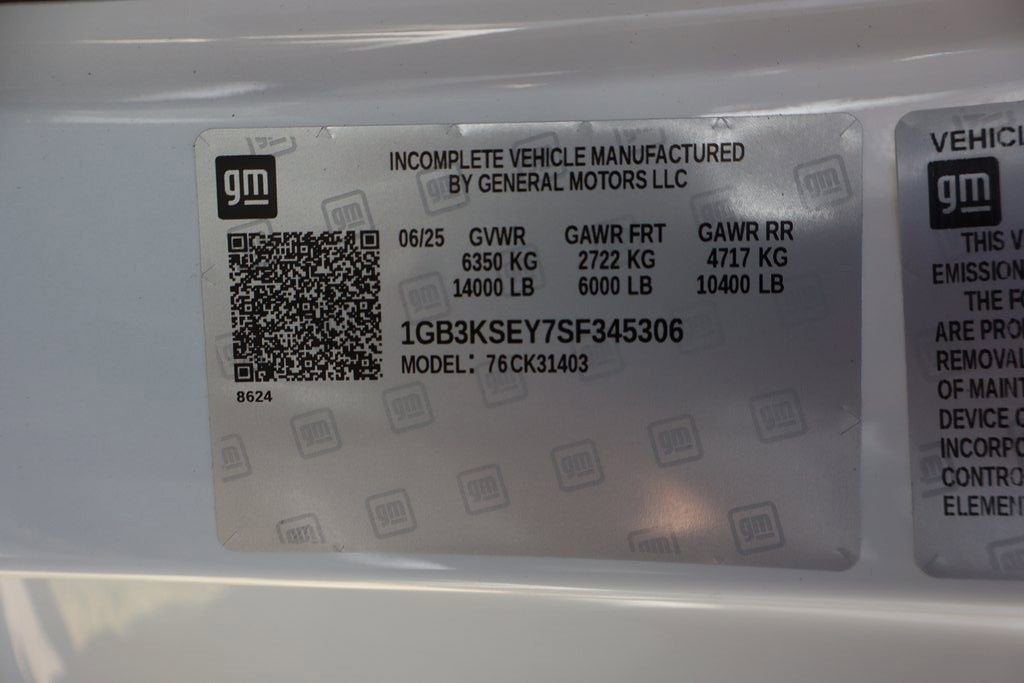 INCOMPLETE VEHICLE MANUFACTURED
BY GENERAL MOTORS LLC
gm
06/25 GVWR GAWR FRT GAWR RR
6350 KG 2722 KG 4717 KG
14000 LB 6000 LB 10400 LB
1GB3KSEY7SF345306
MODEL: 76CK31403
8624
VEHICL
gm
THIS V
EMISSION
THE FO
ARE PRO
REMOVAL
OF MAINT
DEVICE O
INCORPO
CONTRO
ELEMENT